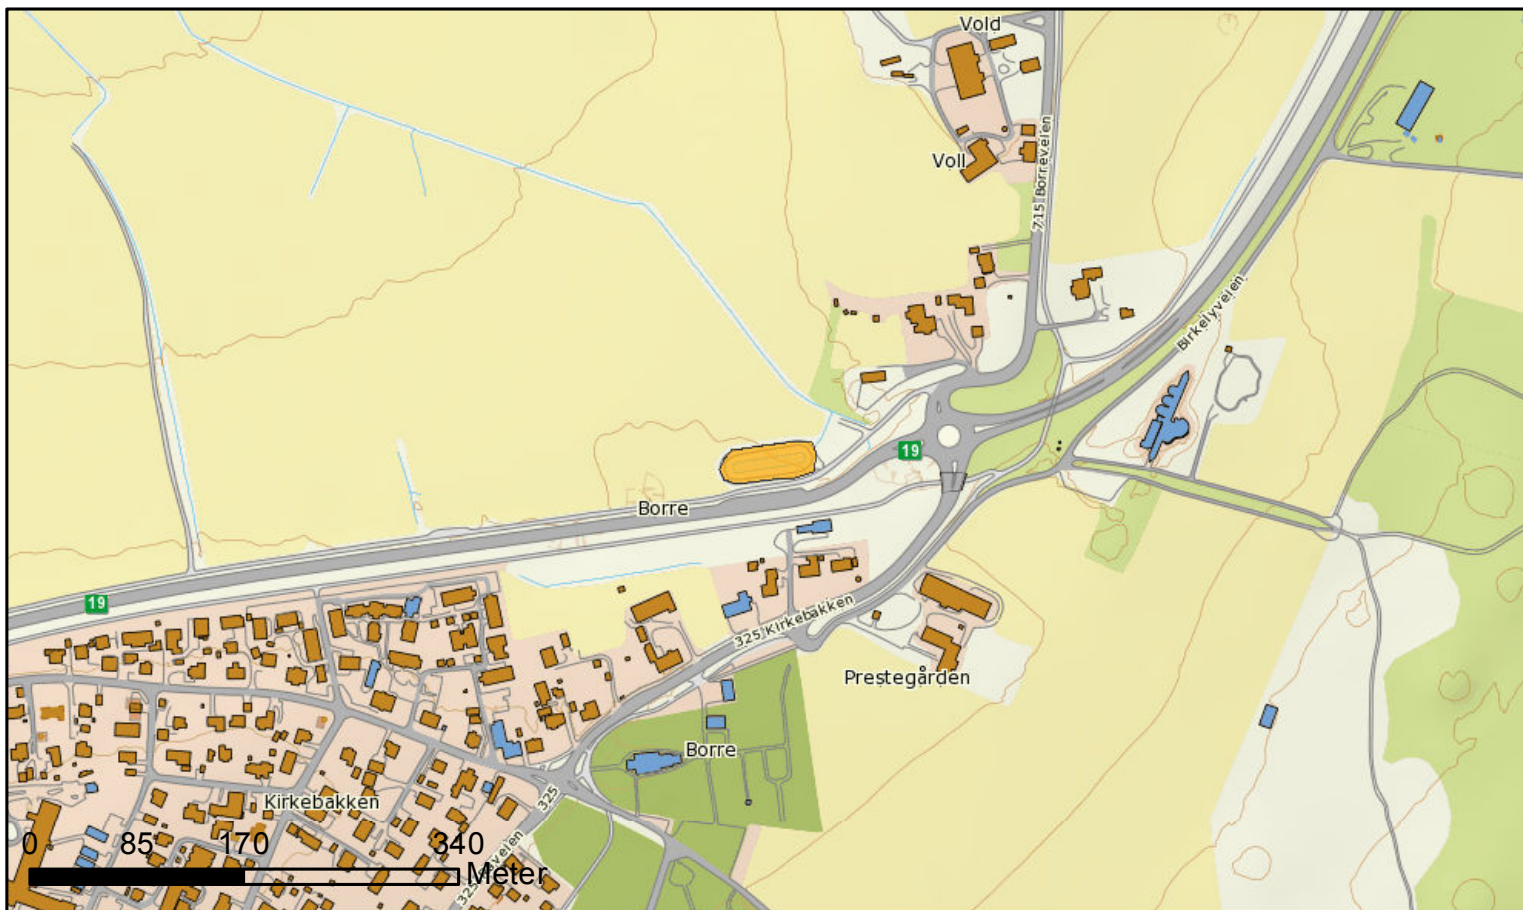 Vold
Voll
715 Borreveien
Birkelyveien
19
Borre
19
325 Kirkebakken
Prestegården
Borre
Kirkebakken
325
0 85 170 340
Meter